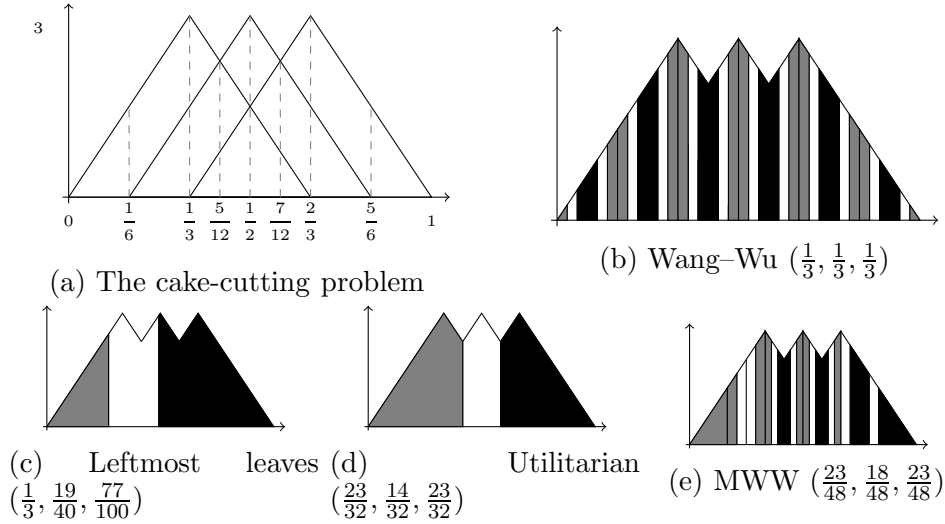 3
0 1/6 1/3 5/12 1/2 7/12 2/3 5/6 1
(a) The cake-cutting problem
(b) Wang–Wu (1/3, 1/3, 1/3)
(c) Leftmost leaves
(1/3, 19/40, 77/100)
(d) Utilitarian
(23/32, 14/32, 23/32)
(e) MWW (23/48, 18/48, 23/48)